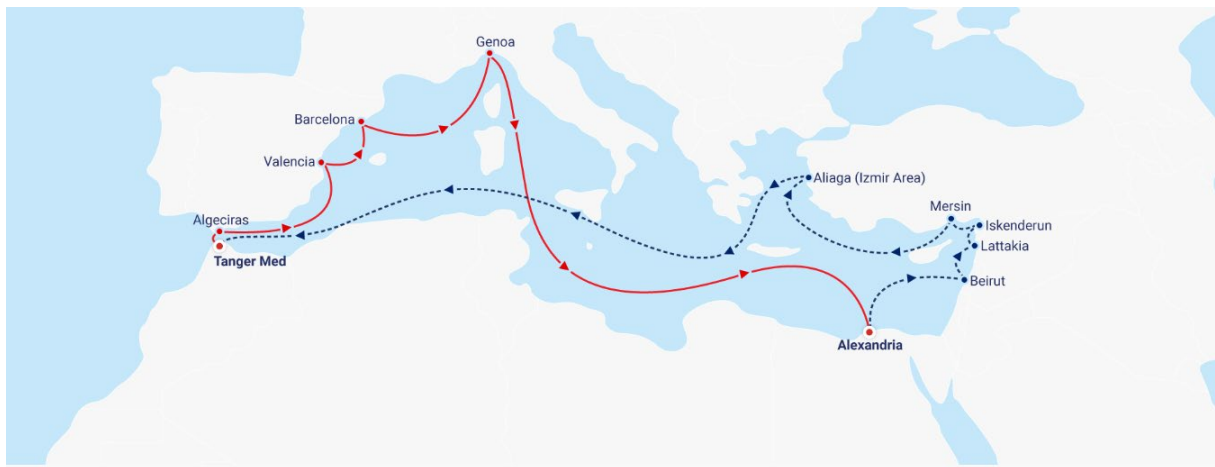 Genoa
Barcelona
Valencia
Aliaga (Izmir Area)
Mersin
Algeciras
Iskenderun
Lattakia
Tanger Med
Beirut
Alexandria